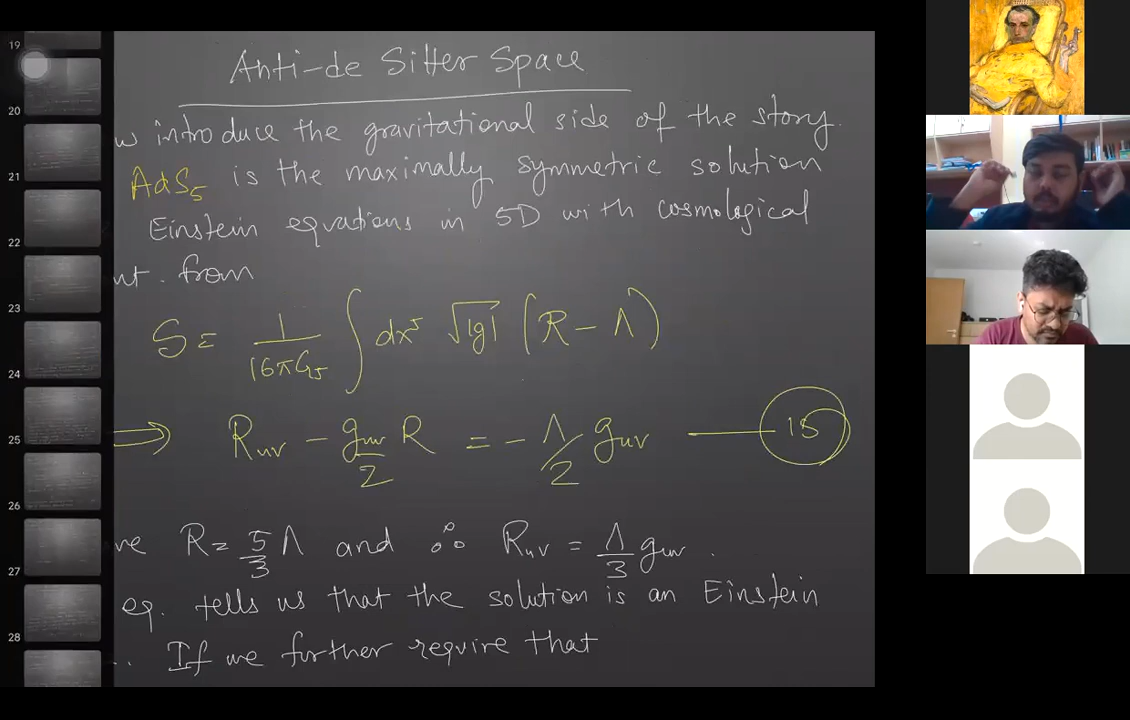 19
20
21
22
23
24
25
26
27
28
Anti-de Sitter Space
w introduce the gravitational side of the story.
AdS₅ is the maximally symmetric solution
Einstein equations in 5D with cosmological
nt. from
S = 1/16πG₅ ∫ dx⁵ √|g| (R - Λ)
⇒ Rμν - gμν/2 R = - Λ/2 gμν — 15
ve R = 5/3 Λ and ∴ Rμν = Λ/3 gμν .
eq. tells us that the solution is an Einstein
. . If we further require that